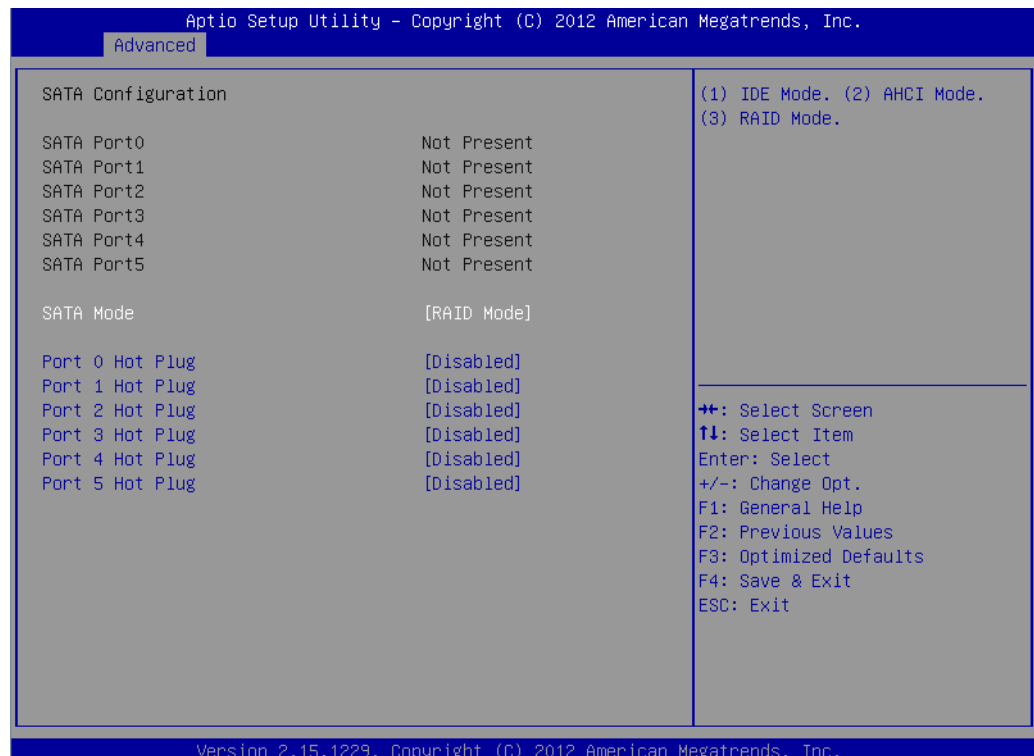 Aptio Setup Utility – Copyright (C) 2012 American Megatrends, Inc.
Advanced
SATA Configuration
SATA Port0 Not Present
SATA Port1 Not Present
SATA Port2 Not Present
SATA Port3 Not Present
SATA Port4 Not Present
SATA Port5 Not Present
SATA Mode [RAID Mode]
Port 0 Hot Plug [Disabled]
Port 1 Hot Plug [Disabled]
Port 2 Hot Plug [Disabled]
Port 3 Hot Plug [Disabled]
Port 4 Hot Plug [Disabled]
Port 5 Hot Plug [Disabled]
(1) IDE Mode. (2) AHCI Mode.
(3) RAID Mode.
→←: Select Screen
↑↓: Select Item
Enter: Select
+/-: Change Opt.
F1: General Help
F2: Previous Values
F3: Optimized Defaults
F4: Save & Exit
ESC: Exit
Version 2.15.1229. Copyright (C) 2012 American Megatrends, Inc.